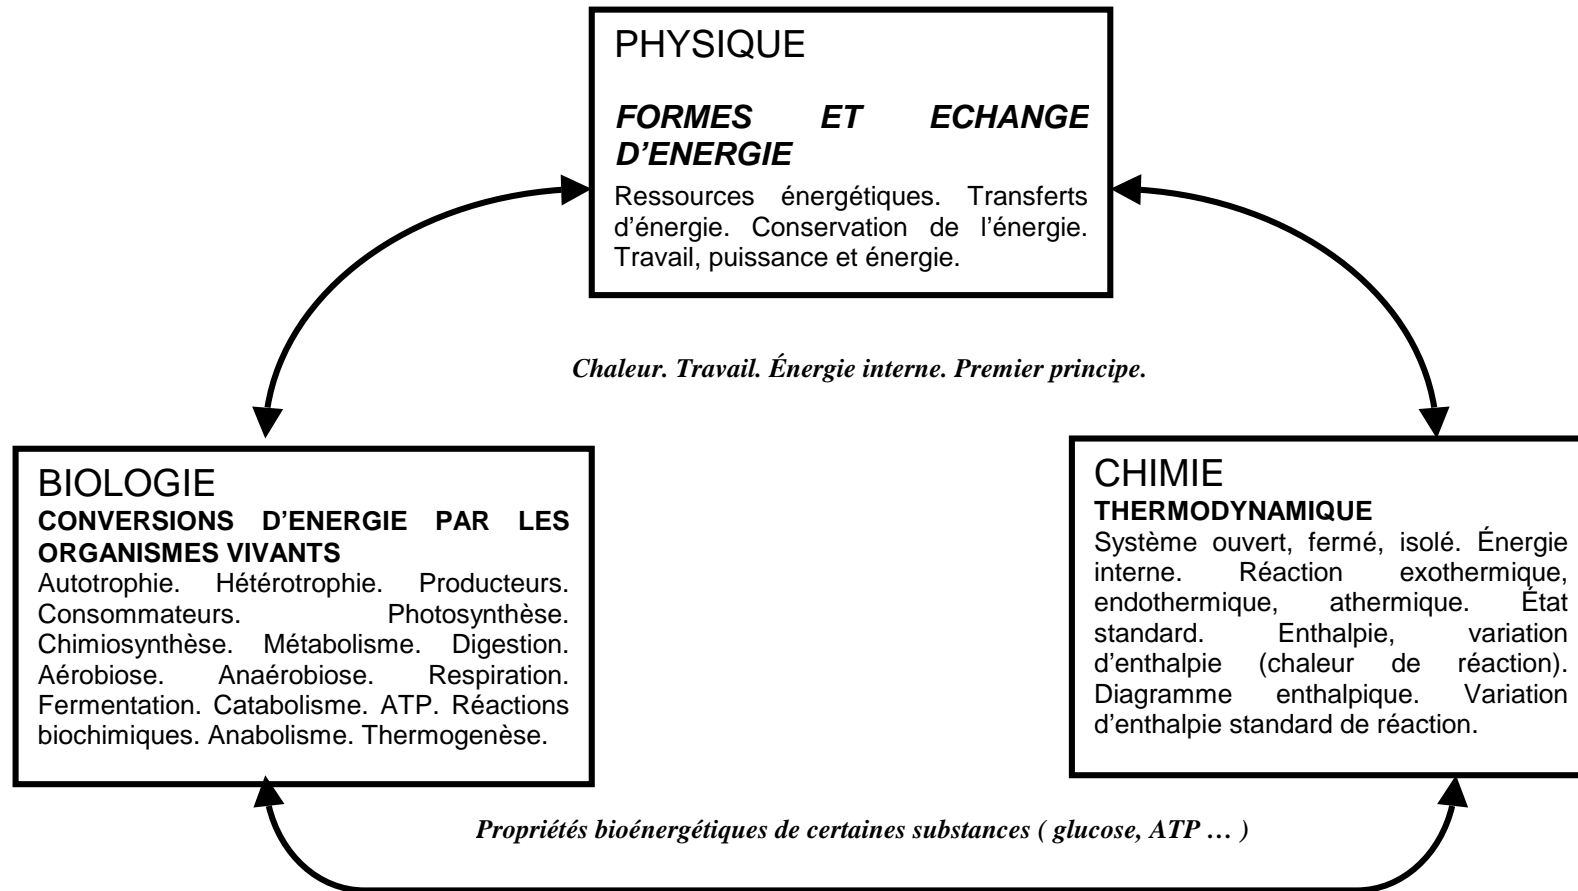 PHYSIQUE
FORMES ET ECHANGE
D’ENERGIE
Ressources énergétiques. Transferts
d’énergie. Conservation de l’énergie.
Travail, puissance et énergie.
Chaleur. Travail. Énergie interne. Premier principe.
BIOLOGIE
CONVERSIONS D’ENERGIE PAR LES
ORGANISMES VIVANTS
Autotrophie. Hétérotrophie. Producteurs.
Consommateurs. Photosynthèse.
Chimiosynthèse. Métabolisme. Digestion.
Aérobiose. Anaérobiose. Respiration.
Fermentation. Catabolisme. ATP. Réactions
biochimiques. Anabolisme. Thermogenèse.
CHIMIE
THERMODYNAMIQUE
Système ouvert, fermé, isolé. Énergie
interne. Réaction exothermique,
endothermique, athermique. État
standard. Enthalpie, variation
d’enthalpie (chaleur de réaction).
Diagramme enthalpique. Variation
d’enthalpie standard de réaction.
Propriétés bioénergétiques de certaines substances ( glucose, ATP … )